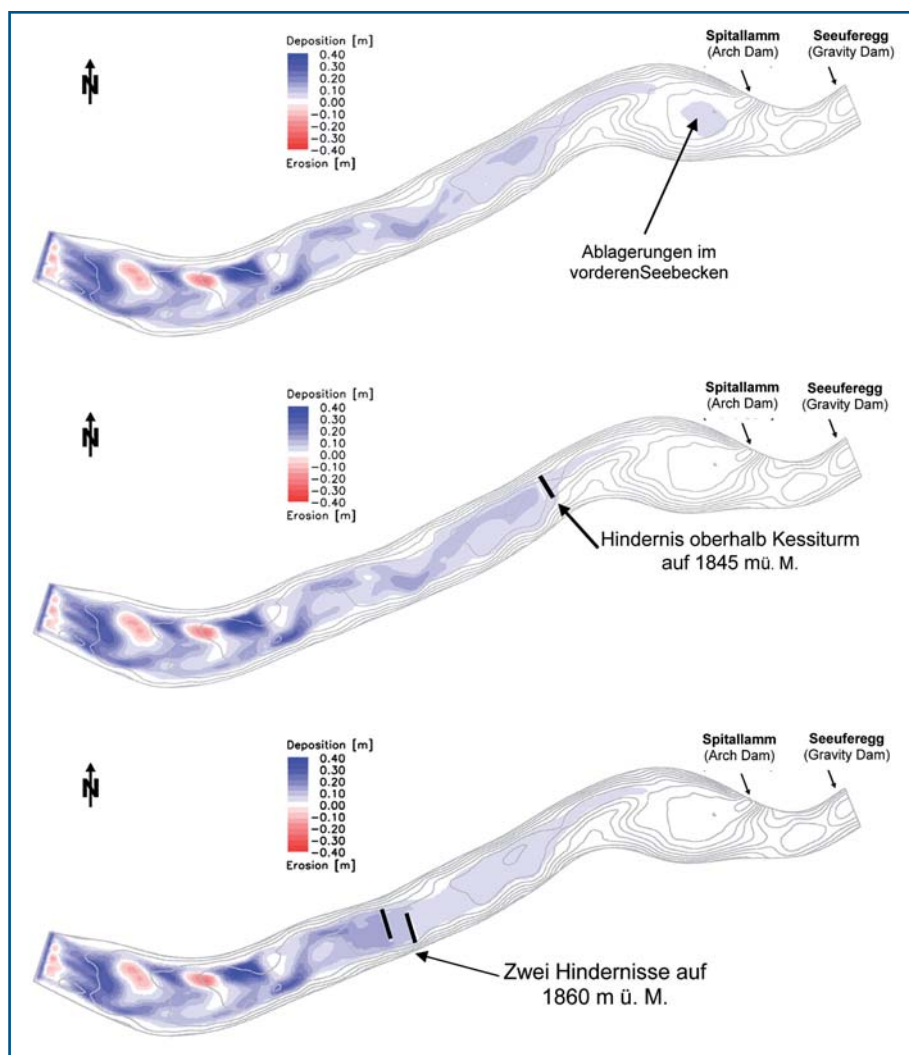 Deposition [m]
0.40
0.30
0.20
0.10
0.00
-0.10
-0.20
-0.30
-0.40
Erosion [m]
N
Spitallamm
(Arch Dam)
Seeuferegg
(Gravity Dam)
Ablagerungen im
vorderenSeebecken
Deposition [m]
0.40
0.30
0.20
0.10
0.00
-0.10
-0.20
-0.30
-0.40
Erosion [m]
N
Spitallamm
(Arch Dam)
Seeuferegg
(Gravity Dam)
Hindernis oberhalb Kessiturm
auf 1845 mü. M.
Deposition [m]
0.40
0.30
0.20
0.10
0.00
-0.10
-0.20
-0.30
-0.40
Erosion [m]
N
Spitallamm
(Arch Dam)
Seeuferegg
(Gravity Dam)
Zwei Hindernisse auf
1860 m ü. M.